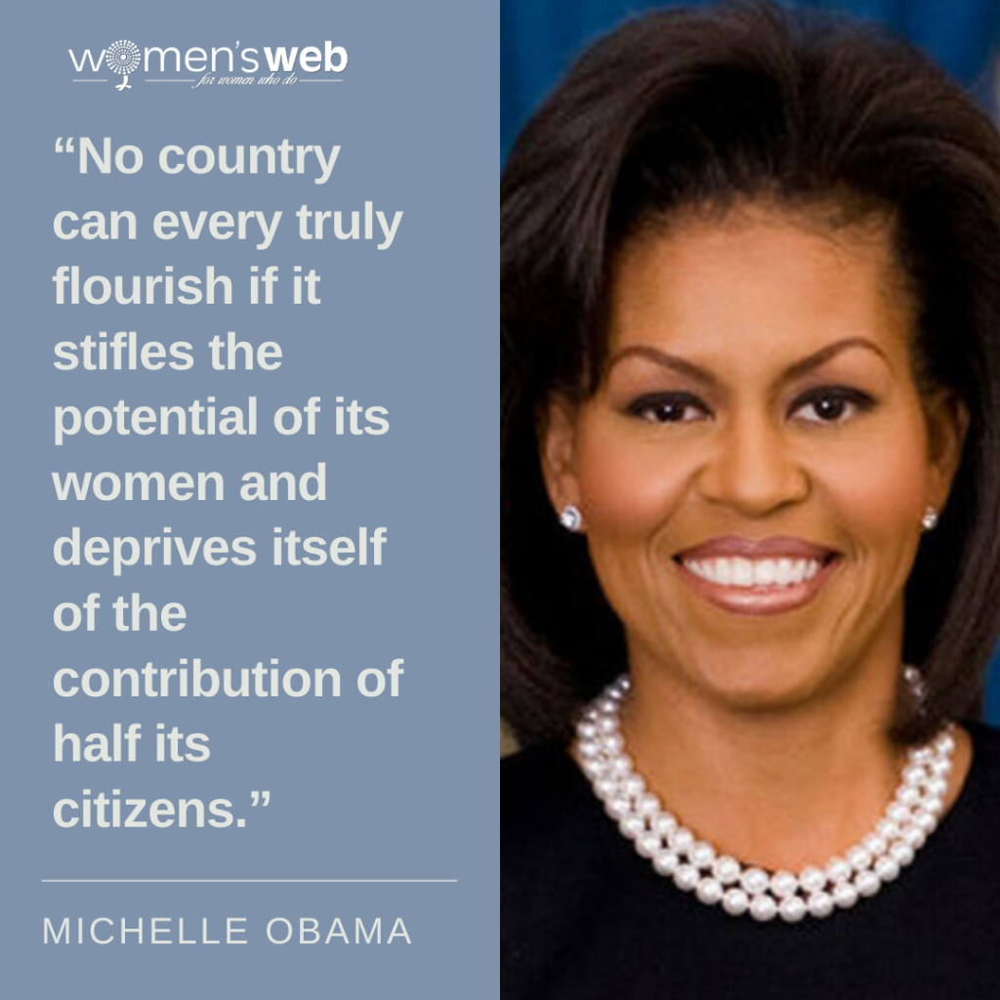 women'sweb
for women who do
“No country
can every truly
flourish if it
stifles the
potential of its
women and
deprives itself
of the
contribution of
half its
citizens.”
MICHELLE OBAMA